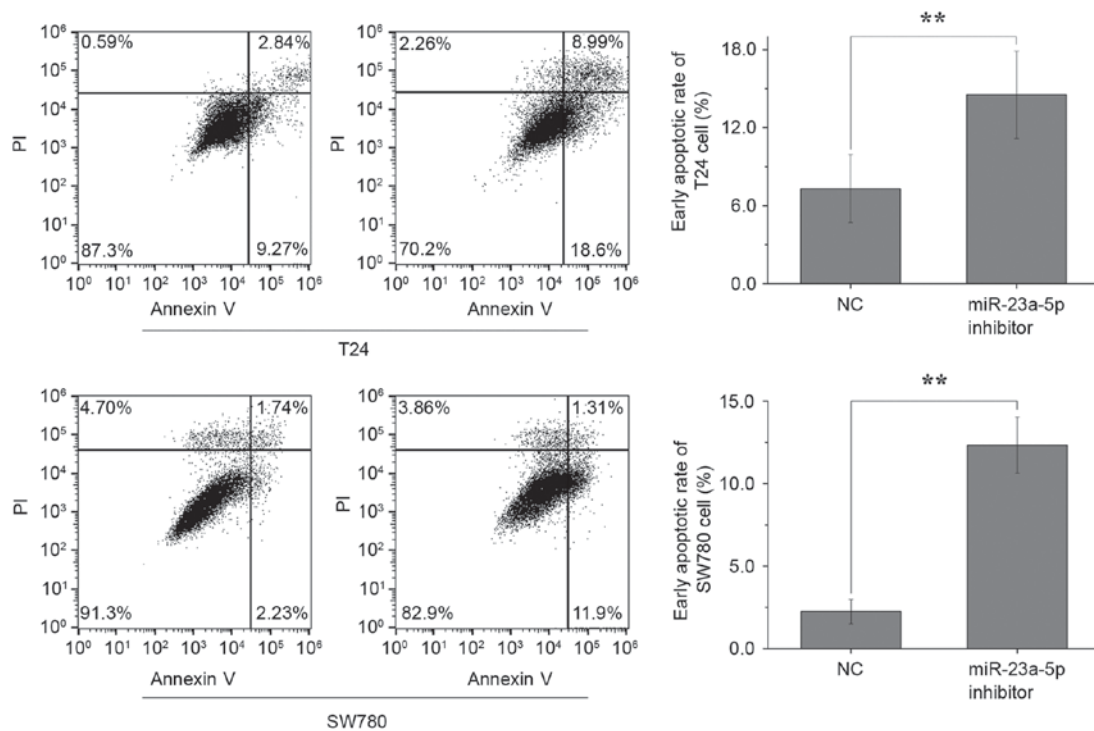 10⁶
10⁵
10⁴
10³
10²
10¹
10⁰
PI
0.59%
2.84%
87.3%
9.27%
10⁰ 10¹ 10² 10³ 10⁴ 10⁵ 10⁶
Annexin V
10⁶
10⁵
10⁴
10³
10²
10¹
10⁰
PI
2.26%
8.99%
70.2%
18.6%
10⁰ 10¹ 10² 10³ 10⁴ 10⁵ 10⁶
Annexin V
T24
**
Early apoptotic rate of
T24 cell (%)
18.0
12.0
6.0
0.0
NC
miR-23a-5p
inhibitor
10⁶
10⁵
10⁴
10³
10²
10¹
10⁰
PI
4.70%
1.74%
91.3%
2.23%
10⁰ 10¹ 10² 10³ 10⁴ 10⁵ 10⁶
Annexin V
10⁶
10⁵
10⁴
10³
10²
10¹
10⁰
PI
3.86%
1.31%
82.9%
11.9%
10⁰ 10¹ 10² 10³ 10⁴ 10⁵ 10⁶
Annexin V
SW780
**
Early apoptotic rate of
SW780 cell (%)
15.0
10.0
5.0
0.0
NC
miR-23a-5p
inhibitor